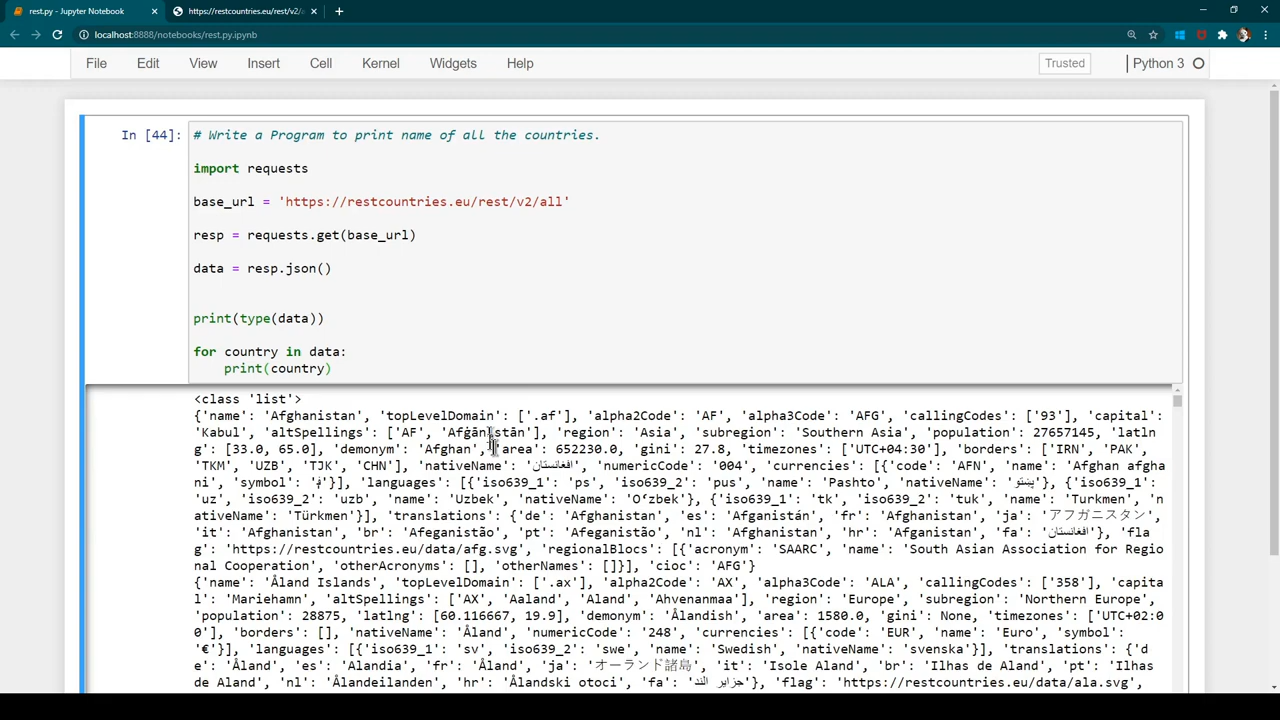 rest.py - Jupyter Notebook
https://restcountries.eu/rest/v2/a
localhost:8888/notebooks/rest.py.ipynb
File Edit View Insert Cell Kernel Widgets Help Trusted Python 3
In [44]:
# Write a Program to print name of all the countries.
import requests
base_url = 'https://restcountries.eu/rest/v2/all'
resp = requests.get(base_url)
data = resp.json()
print(type(data))
for country in data:
print(country)
<class 'list'>
{'name': 'Afghanistan', 'topLevelDomain': ['.af'], 'alpha2Code': 'AF', 'alpha3Code': 'AFG', 'callingCodes': ['93'], 'capital':
'Kabul', 'altSpellings': ['AF', 'Afġānistān'], 'region': 'Asia', 'subregion': 'Southern Asia', 'population': 27657145, 'latln
g': [33.0, 65.0], 'demonym': 'Afghan', 'area': 652230.0, 'gini': 27.8, 'timezones': ['UTC+04:30'], 'borders': ['IRN', 'PAK',
'TKM', 'UZB', 'TJK', 'CHN'], 'nativeName': 'افغانستان', 'numericCode': '004', 'currencies': [{'code': 'AFN', 'name': 'Afghan afgha
ni', 'symbol': '؋'}], 'languages': [{'iso639_1': 'ps', 'iso639_2': 'pus', 'name': 'Pashto', 'nativeName': 'پښتو'}, {'iso639_1':
'uz', 'iso639_2': 'uzb', 'name': 'Uzbek', 'nativeName': 'Oʻzbek'}, {'iso639_1': 'tk', 'iso639_2': 'tuk', 'name': 'Turkmen', 'n
ativeName': 'Türkmen'}], 'translations': {'de': 'Afghanistan', 'es': 'Afganistán', 'fr': 'Afghanistan', 'ja': 'アフガニスタン',
'it': 'Afghanistan', 'br': 'Afeganistão', 'pt': 'Afeganistão', 'nl': 'Afghanistan', 'hr': 'Afganistan', 'fa': 'افغانستان'}, 'fla
g': 'https://restcountries.eu/data/afg.svg', 'regionalBlocs': [{'acronym': 'SAARC', 'name': 'South Asian Association for Regio
nal Cooperation', 'otherAcronyms': [], 'otherNames': []}], 'cioc': 'AFG'}
{'name': 'Åland Islands', 'topLevelDomain': ['.ax'], 'alpha2Code': 'AX', 'alpha3Code': 'ALA', 'callingCodes': ['358'], 'capita
l': 'Mariehamn', 'altSpellings': ['AX', 'Aaland', 'Aland', 'Ahvenanmaa'], 'region': 'Europe', 'subregion': 'Northern Europe',
'population': 28875, 'latlng': [60.116667, 19.9], 'demonym': 'Ålandish', 'area': 1580.0, 'gini': None, 'timezones': ['UTC+02:0
0'], 'borders': [], 'nativeName': 'Åland', 'numericCode': '248', 'currencies': [{'code': 'EUR', 'name': 'Euro', 'symbol':
'€'}], 'languages': [{'iso639_1': 'sv', 'iso639_2': 'swe', 'name': 'Swedish', 'nativeName': 'svenska'}], 'translations': {'d
e': 'Åland', 'es': 'Alandia', 'fr': 'Åland', 'ja': 'オーランド諸島', 'it': 'Isole Aland', 'br': 'Ilhas de Aland', 'pt': 'Ilhas
de Aland', 'nl': 'Ålandeilanden', 'hr': 'Ålandski otoci', 'fa': 'جزایر الند'}, 'flag': 'https://restcountries.eu/data/ala.svg',